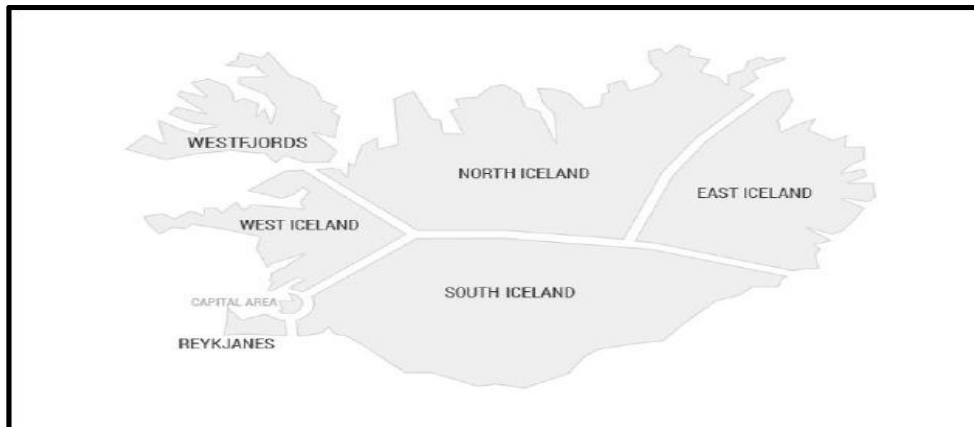 WESTFJORDS
NORTH ICELAND
EAST ICELAND
WEST ICELAND
SOUTH ICELAND
CAPITAL AREA
REYKJANES